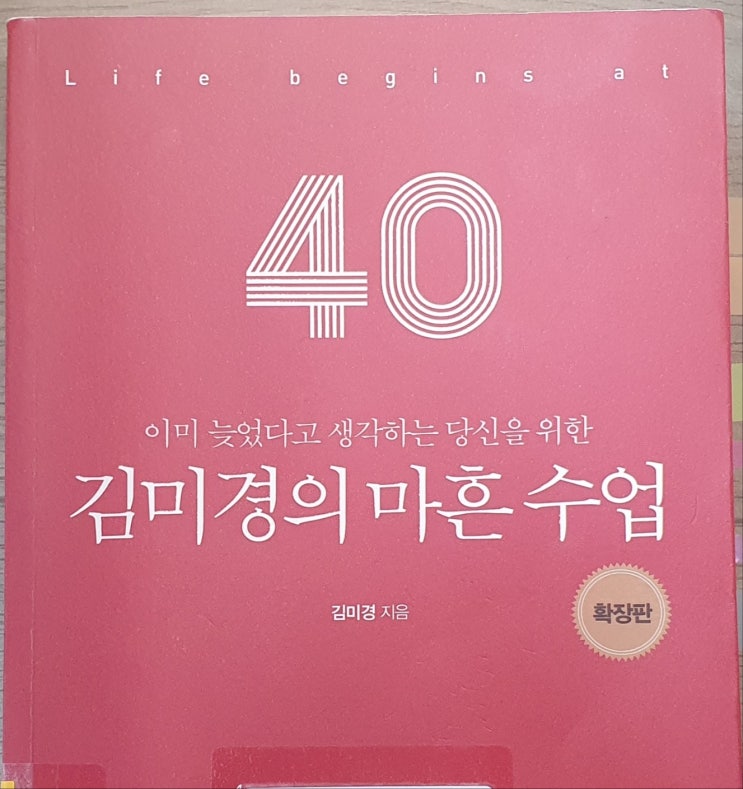 Life begins at
40
이미 늦었다고 생각하는 당신을 위한
김미경의 마흔 수업
김미경 지음
확장판